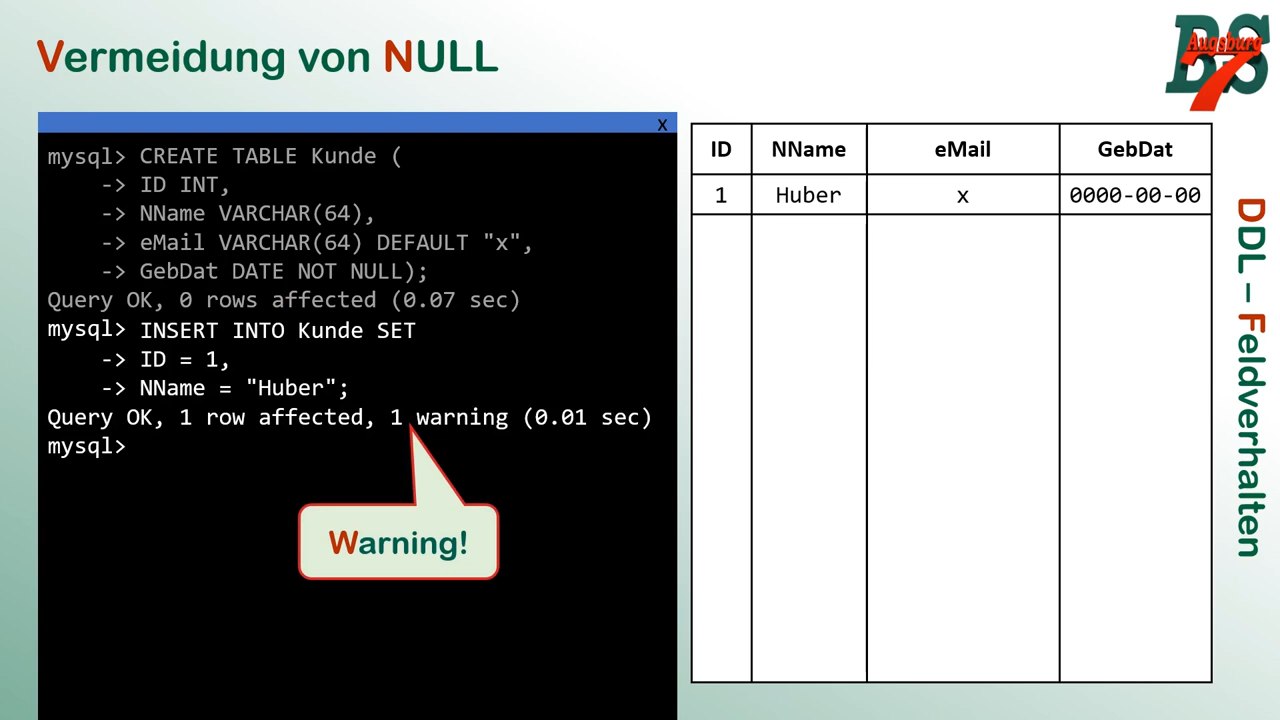 Vermeidung von NULL
BS
Augsburg
7
x
mysql> CREATE TABLE Kunde (
-> ID INT,
-> NName VARCHAR(64),
-> eMail VARCHAR(64) DEFAULT "x",
-> GebDat DATE NOT NULL);
Query OK, 0 rows affected (0.07 sec)
mysql> INSERT INTO Kunde SET
-> ID = 1,
-> NName = "Huber";
Query OK, 1 row affected, 1 warning (0.01 sec)
mysql>
Warning!
ID NName eMail GebDat
1 Huber x 0000-00-00
DDL – Feldverhalten